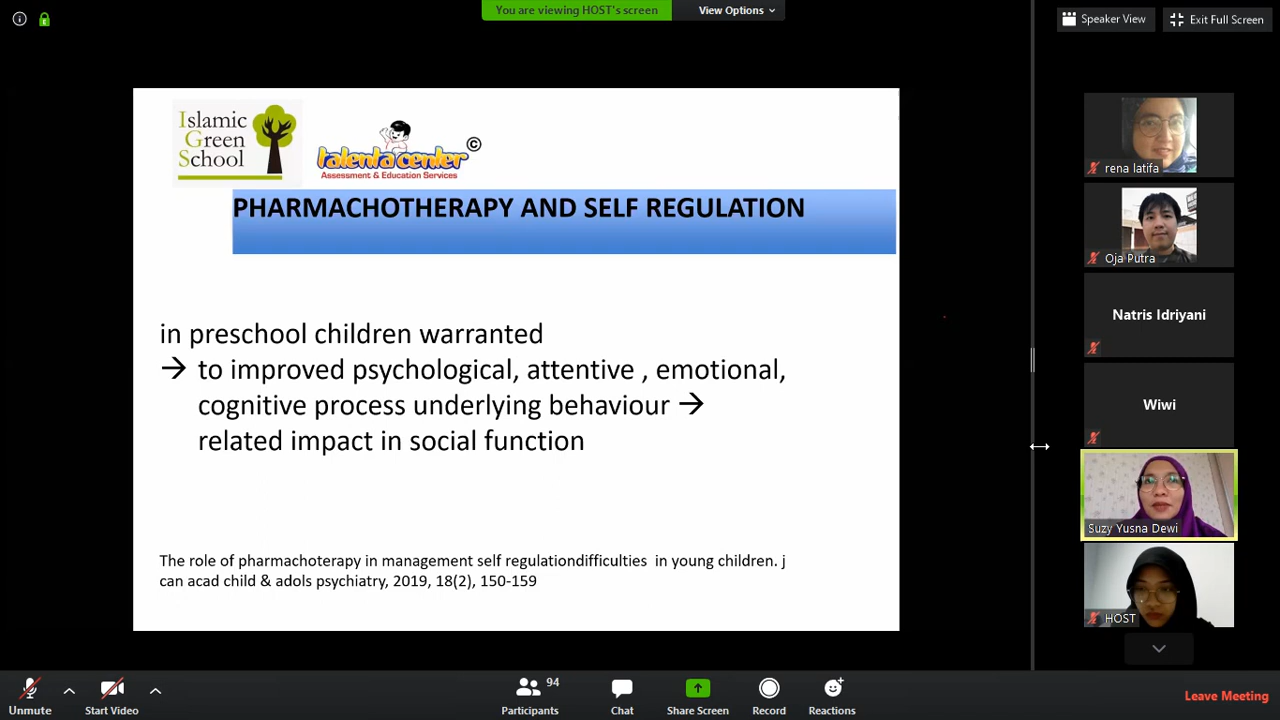 You are viewing HOST's screen
View Options
Speaker View
Exit Full Screen
Islamic
Green
School
talenta center
©
Assessment & Education Services
PHARMACHOTHERAPY AND SELF REGULATION
in preschool children warranted
→ to improved psychological, attentive , emotional,
cognitive process underlying behaviour →
related impact in social function
The role of pharmachoterapy in management self regulationdifficulties in young children. j
can acad child & adols psychiatry, 2019, 18(2), 150-159
rena latifa
Oja Putra
Natris Idriyani
Wiwi
Suzy Yusna Dewi
HOST
Unmute
Start Video
94
Participants
Chat
Share Screen
Record
Reactions
Leave Meeting